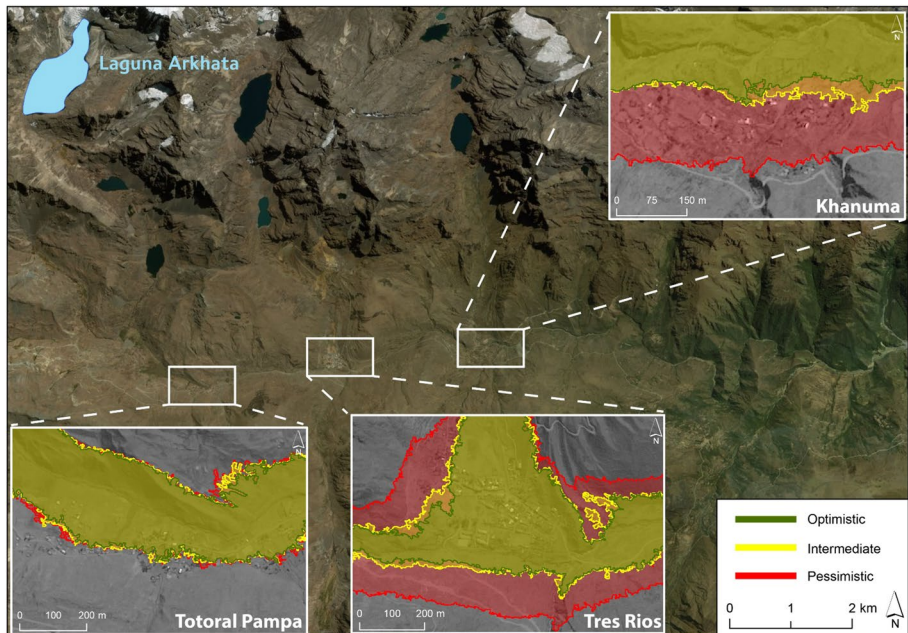 Laguna Arkhata
N
0 75 150 m
Khanuma
N
0 100 200 m
Totoral Pampa
N
0 100 200 m
Tres Rios
Optimistic
Intermediate
Pessimistic
0 1 2 km
N